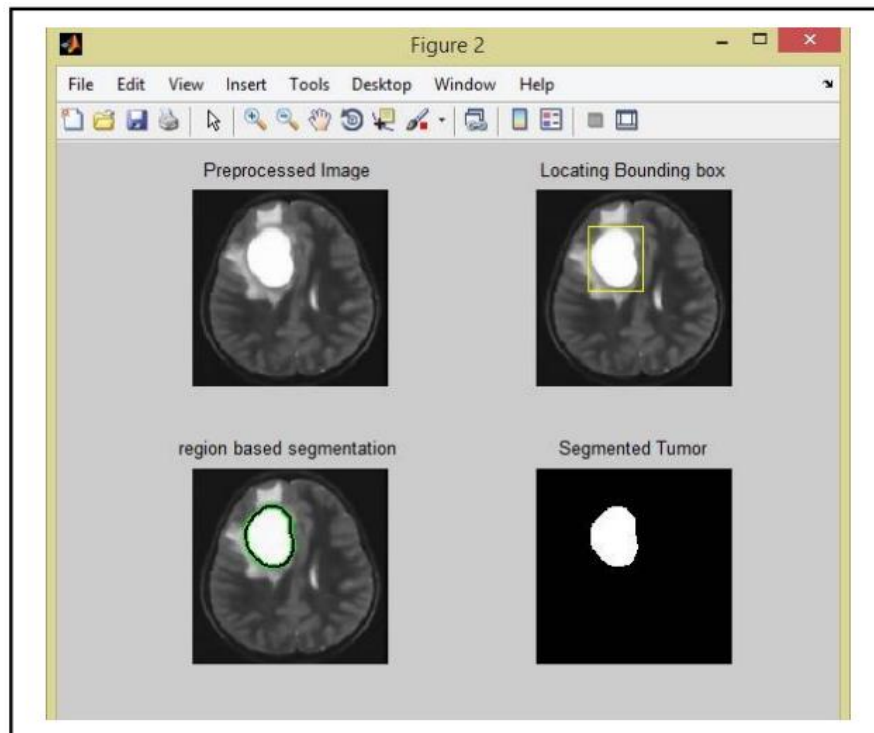 Figure 2
File Edit View Insert Tools Desktop Window Help
Preprocessed Image
Locating Bounding box
region based segmentation
Segmented Tumor